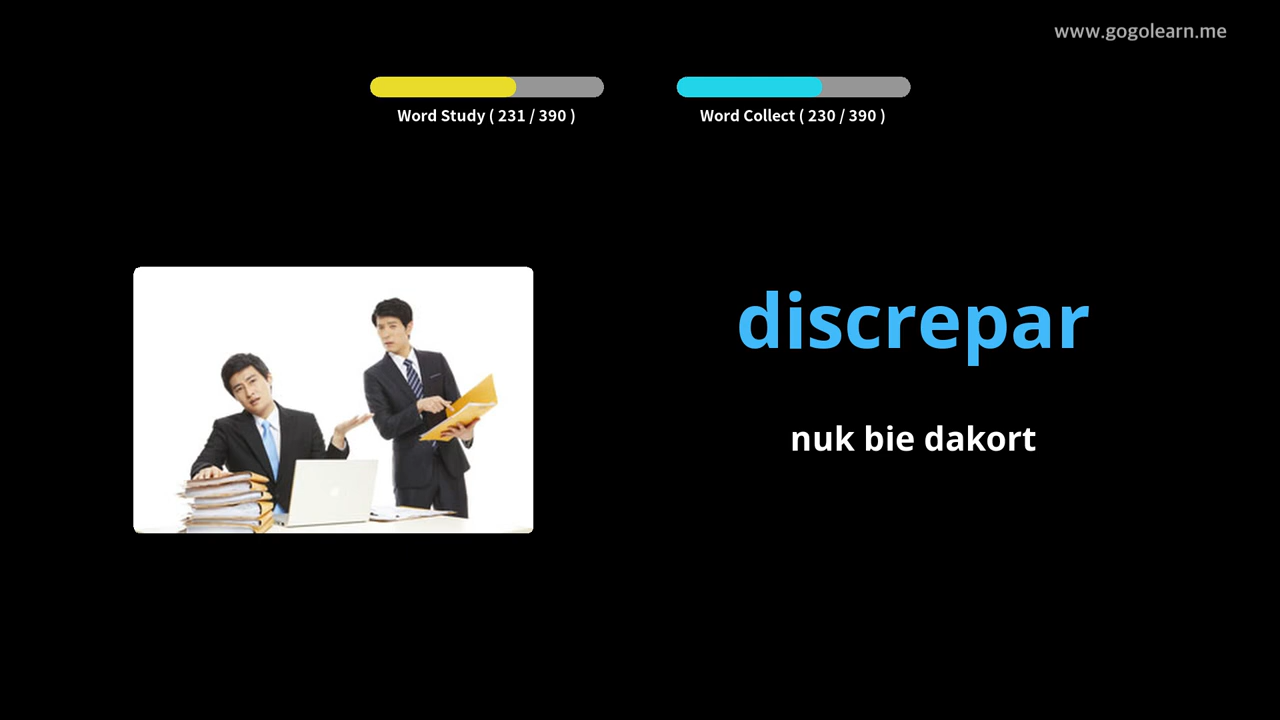 www.gogolearn.me
Word Study ( 231 / 390 )
Word Collect ( 230 / 390 )
discrepar
nuk bie dakort